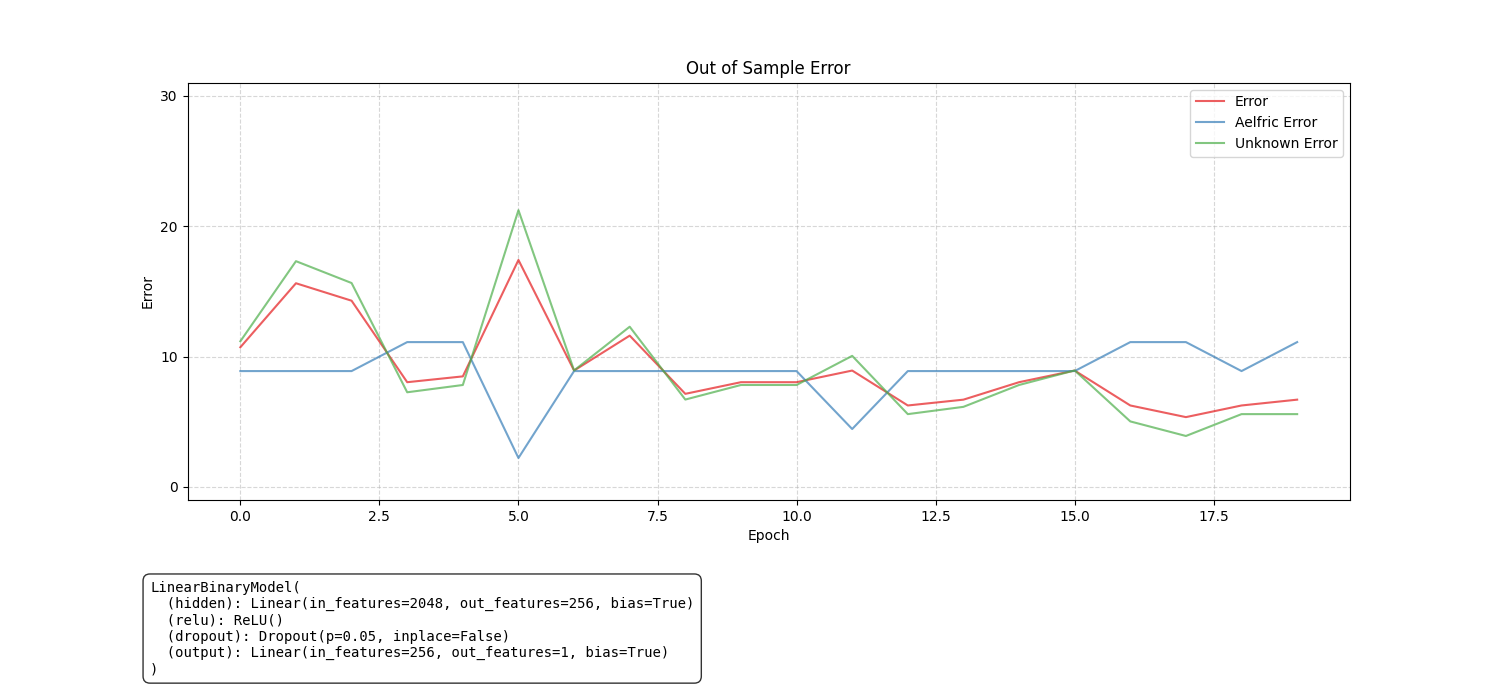 Out of Sample Error
Error
Aelfric Error
Unknown Error
30
20
10
0
Error
0.0 2.5 5.0 7.5 10.0 12.5 15.0 17.5
Epoch
LinearBinaryModel(
  (hidden): Linear(in_features=2048, out_features=256, bias=True)
  (relu): ReLU()
  (dropout): Dropout(p=0.05, inplace=False)
  (output): Linear(in_features=256, out_features=1, bias=True)
)